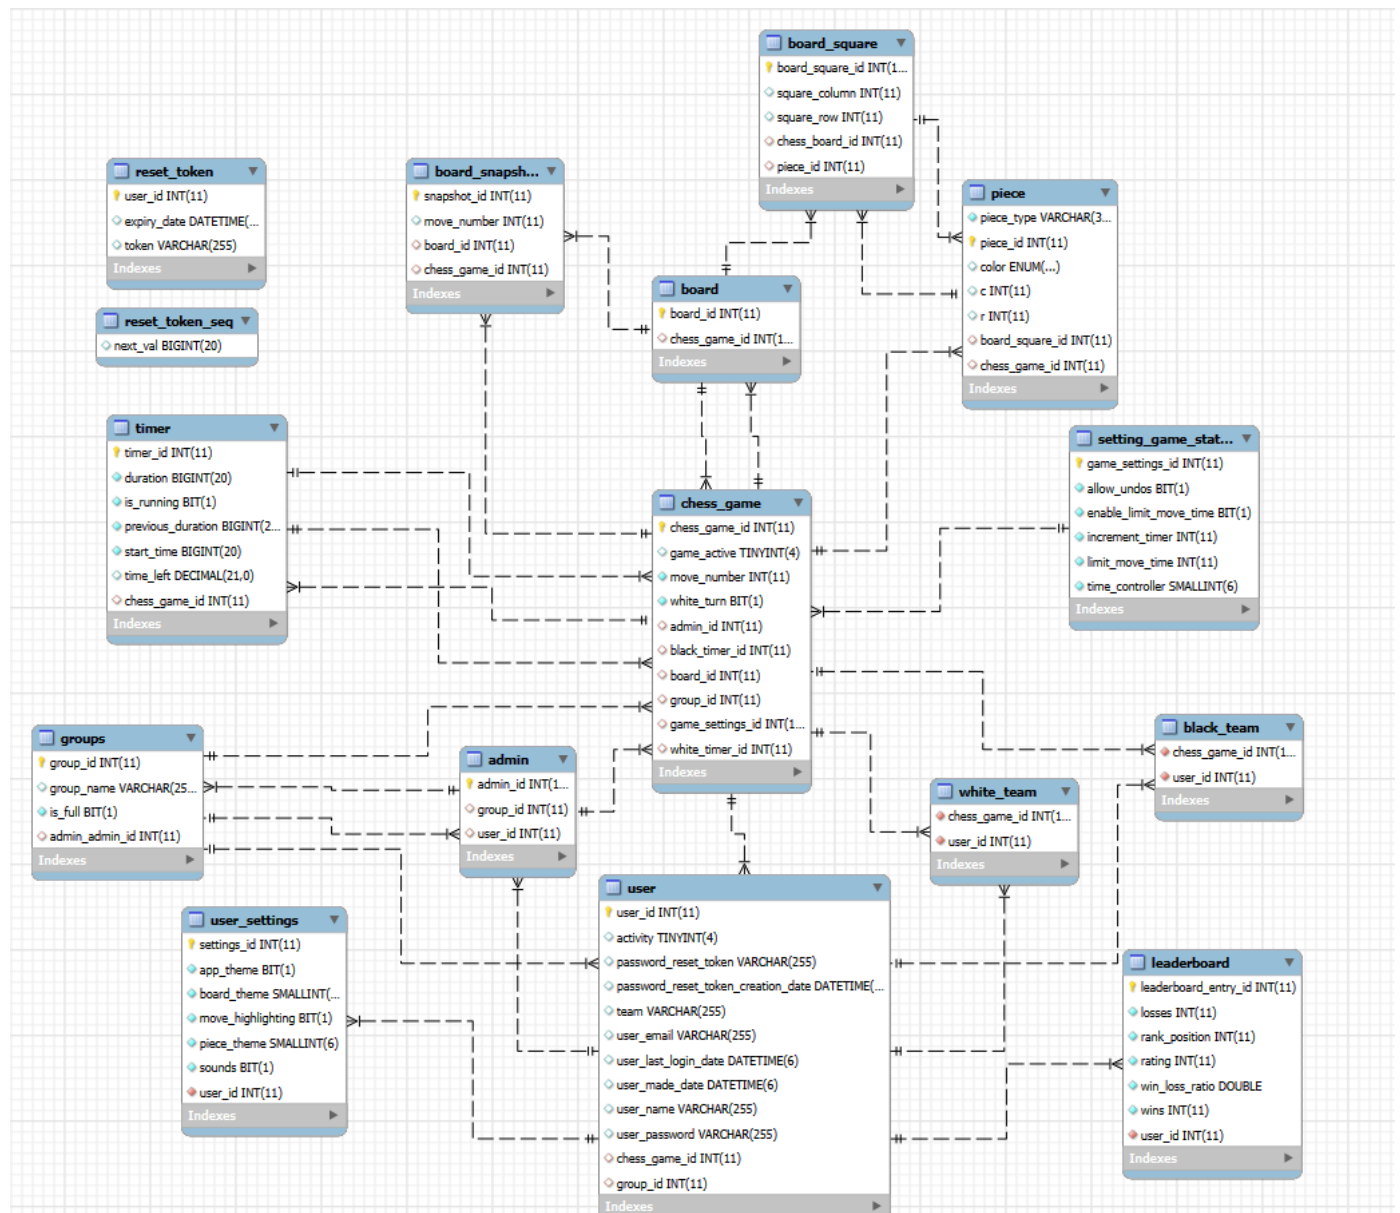 board_square
board_square_id INT(1...
square_column INT(11)
square_row INT(11)
chess_board_id INT(11)
piece_id INT(11)
Indexes
reset_token
user_id INT(11)
expiry_date DATETIME(...
token VARCHAR(255)
Indexes
board_snapsh...
snapshot_id INT(11)
move_number INT(11)
board_id INT(11)
chess_game_id INT(11)
Indexes
piece
piece_type VARCHAR(3...
piece_id INT(11)
color ENUM(...)
c INT(11)
r INT(11)
board_square_id INT(11)
chess_game_id INT(11)
Indexes
board
board_id INT(11)
chess_game_id INT(1...
Indexes
reset_token_seq
next_val BIGINT(20)
timer
timer_id INT(11)
duration BIGINT(20)
is_running BIT(1)
previous_duration BIGINT(2...
start_time BIGINT(20)
time_left DECIMAL(21,0)
chess_game_id INT(11)
Indexes
setting_game_stat...
game_settings_id INT(11)
allow_undos BIT(1)
enable_limit_move_time BIT(1)
increment_timer INT(11)
limit_move_time INT(11)
time_controller SMALLINT(6)
Indexes
chess_game
chess_game_id INT(11)
game_active TINYINT(4)
move_number INT(11)
white_turn BIT(1)
admin_id INT(11)
black_timer_id INT(11)
board_id INT(11)
group_id INT(11)
game_settings_id INT(1...
white_timer_id INT(11)
Indexes
groups
group_id INT(11)
group_name VARCHAR(25...
is_full BIT(1)
admin_admin_id INT(11)
Indexes
admin
admin_id INT(1...
group_id INT(11)
user_id INT(11)
Indexes
black_team
chess_game_id INT(1...
user_id INT(11)
Indexes
white_team
chess_game_id INT(1...
user_id INT(11)
Indexes
user
user_id INT(11)
activity TINYINT(4)
password_reset_token VARCHAR(255)
password_reset_token_creation_date DATETIME(...
team VARCHAR(255)
user_email VARCHAR(255)
user_last_login_date DATETIME(6)
user_made_date DATETIME(6)
user_name VARCHAR(255)
user_password VARCHAR(255)
chess_game_id INT(11)
group_id INT(11)
Indexes
user_settings
settings_id INT(11)
app_theme BIT(1)
board_theme SMALLINT(...
move_highlighting BIT(1)
piece_theme SMALLINT(6)
sounds BIT(1)
user_id INT(11)
Indexes
leaderboard
leaderboard_entry_id INT(11)
losses INT(11)
rank_position INT(11)
rating INT(11)
win_loss_ratio DOUBLE
wins INT(11)
user_id INT(11)
Indexes